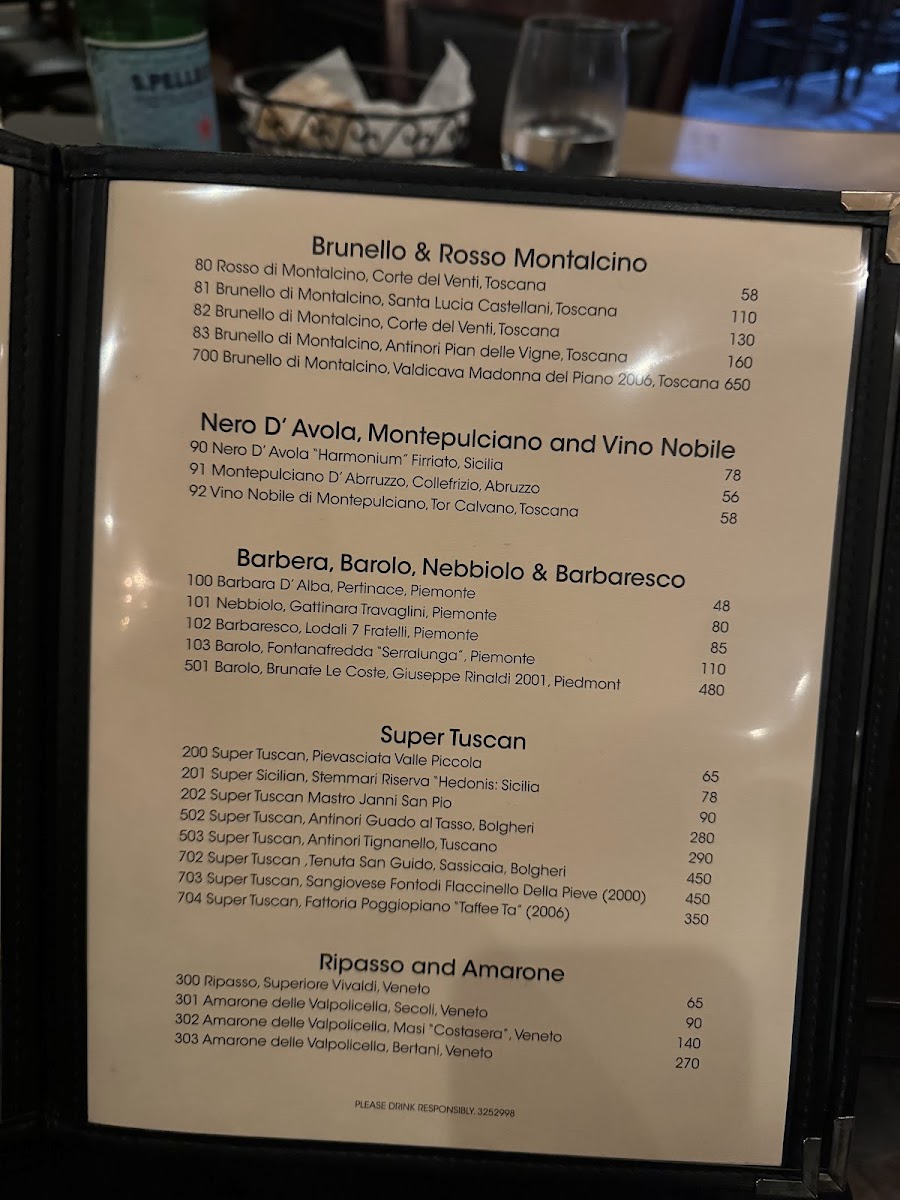 S.PELLE
Brunello & Rosso Montalcino
80 Rosso di Montalcino, Corte del Venti, Toscana 58
81 Brunello di Montalcino, Santa Lucia Castellani, Toscana 110
82 Brunello di Montalcino, Corte del Venti, Toscana 130
83 Brunello di Montalcino, Antinori Pian delle Vigne, Toscana 160
700 Brunello di Montalcino, Valdicava Madonna del Piano 2006, Toscana 650
Nero D' Avola, Montepulciano and Vino Nobile
90 Nero D' Avola "Harmonium" Firriato, Sicilia 78
91 Montepulciano D' Abrruzzo, Collefrizio, Abruzzo 56
92 Vino Nobile di Montepulciano, Tor Calvano, Toscana 58
Barbera, Barolo, Nebbiolo & Barbaresco
100 Barbara D' Alba, Pertinace, Piemonte 48
101 Nebbiolo, Gattinara Travaglini, Piemonte 80
102 Barbaresco, Lodali 7 Fratelli, Piemonte 85
103 Barolo, Fontanafredda "Serralunga", Piemonte 110
501 Barolo, Brunate Le Coste, Giuseppe Rinaldi 2001, Piedmont 480
Super Tuscan
200 Super Tuscan, Pievasciata Valle Piccola 65
201 Super Sicilian, Stemmari Riserva "Hedonis: Sicilia 78
202 Super Tuscan Mastro Janni San Pio 90
502 Super Tuscan, Antinori Guado al Tasso, Bolgheri 280
503 Super Tuscan, Antinori Tignanello, Tuscano 290
702 Super Tuscan ,Tenuta San Guido, Sassicaia, Bolgheri 450
703 Super Tuscan, Sangiovese Fontodi Flaccinello Della Pieve (2000) 450
704 Super Tuscan, Fattoria Poggiopiano "Taffee Ta" (2006) 350
Ripasso and Amarone
300 Ripasso, Superiore Vivaldi, Veneto 65
301 Amarone delle Valpolicella, Secoli, Veneto 90
302 Amarone delle Valpolicella, Masi "Costasera", Veneto 140
303 Amarone delle Valpolicella, Bertani, Veneto 270
PLEASE DRINK RESPONSIBLY. 3252998